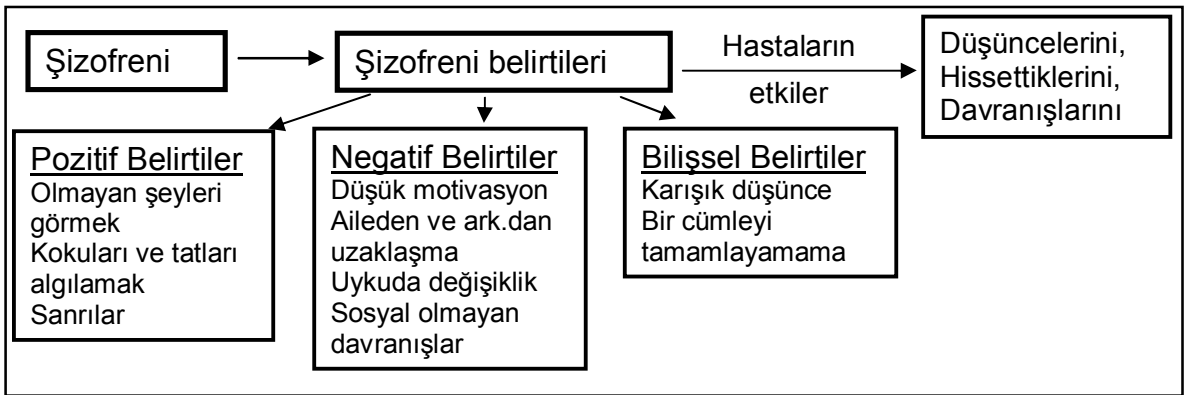 Şizofreni
Şizofreni belirtileri
Hastaların
etkiler
Düşüncelerini,
Hissettiklerini,
Davranışlarını
Pozitif Belirtiler
Olmayan şeyleri
görmek
Kokuları ve tatları
algılamak
Sanrılar
Negatif Belirtiler
Düşük motivasyon
Aileden ve ark.dan
uzaklaşma
Uykuda değişiklik
Sosyal olmayan
davranışlar
Bilişsel Belirtiler
Karışık düşünce
Bir cümleyi
tamamlayamama